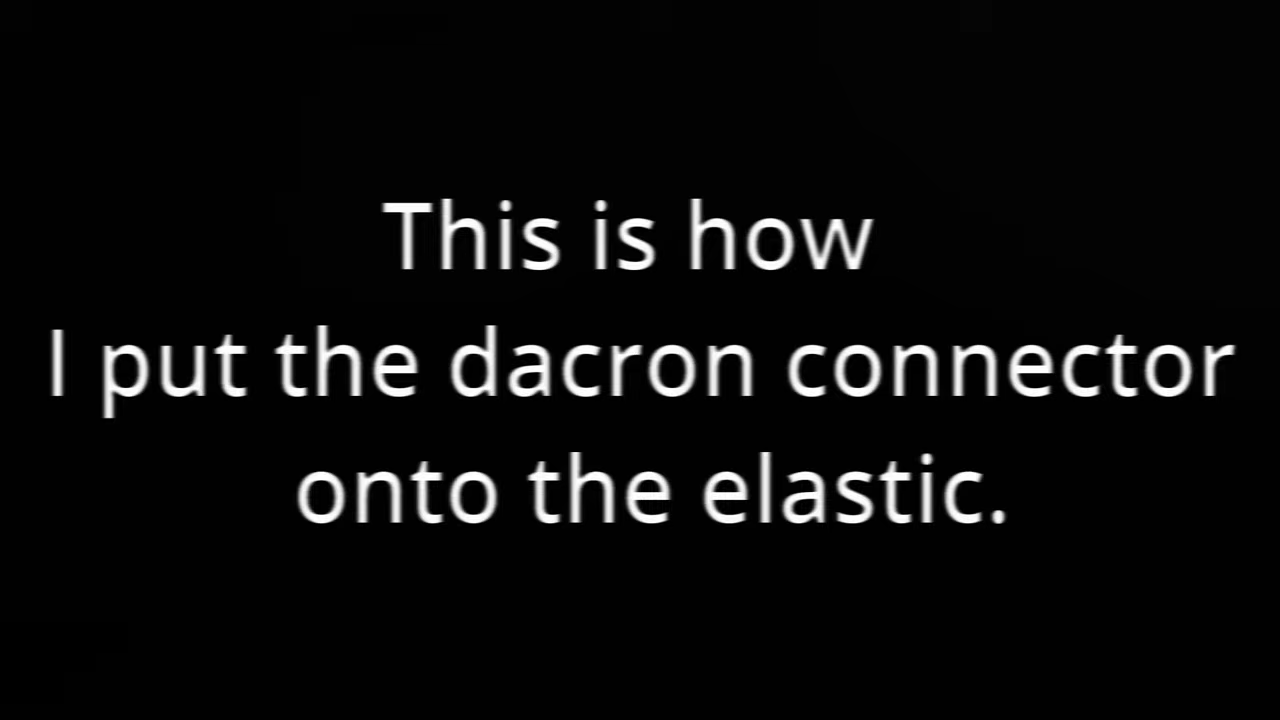 This is how
I put the dacron connector
onto the elastic.